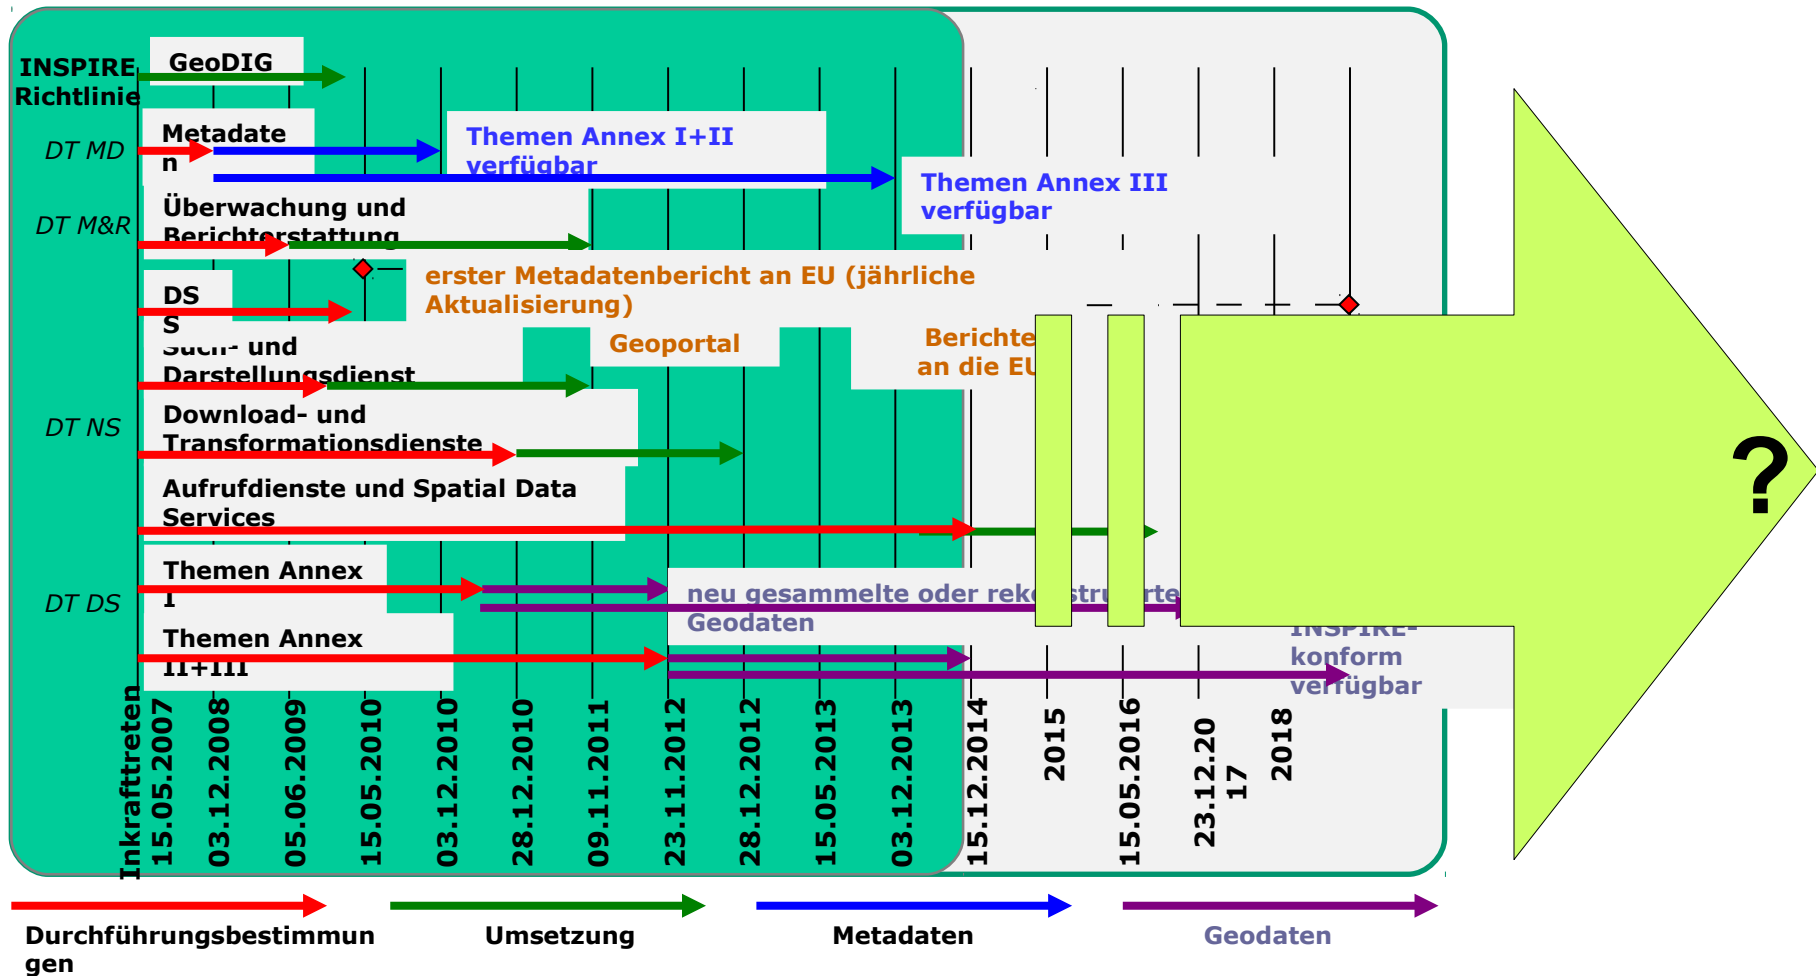 GeoDIG
INSPIRE
Richtlinie
DT MD
Metadate
n
Themen Annex I+II
verfügbar
Themen Annex III
verfügbar
DT M&R
Überwachung und
Berichterstattung
erster Metadatenbericht an EU (jährliche
Aktualisierung)
DS
S
Such- und
Darstellungsdienst
Geoportal
Berichte
an die EU
DT NS
Download- und
Transformationsdienste
Aufrufdienste und Spatial Data
Services
?
DT DS
Themen Annex
I
neu gesammelte oder
Geodaten
Themen Annex
II+III
INSPIRE-
konform
verfügbar
Inkrafttreten
15.05.2007
03.12.2008
05.06.2009
15.05.2010
03.12.2010
28.12.2010
09.11.2011
23.11.2012
28.12.2012
15.05.2013
03.12.2013
15.12.2014
2015
15.05.2016
23.12.20
17
2018
Durchführungsbestimmun
gen
Umsetzung
Metadaten
Geodaten